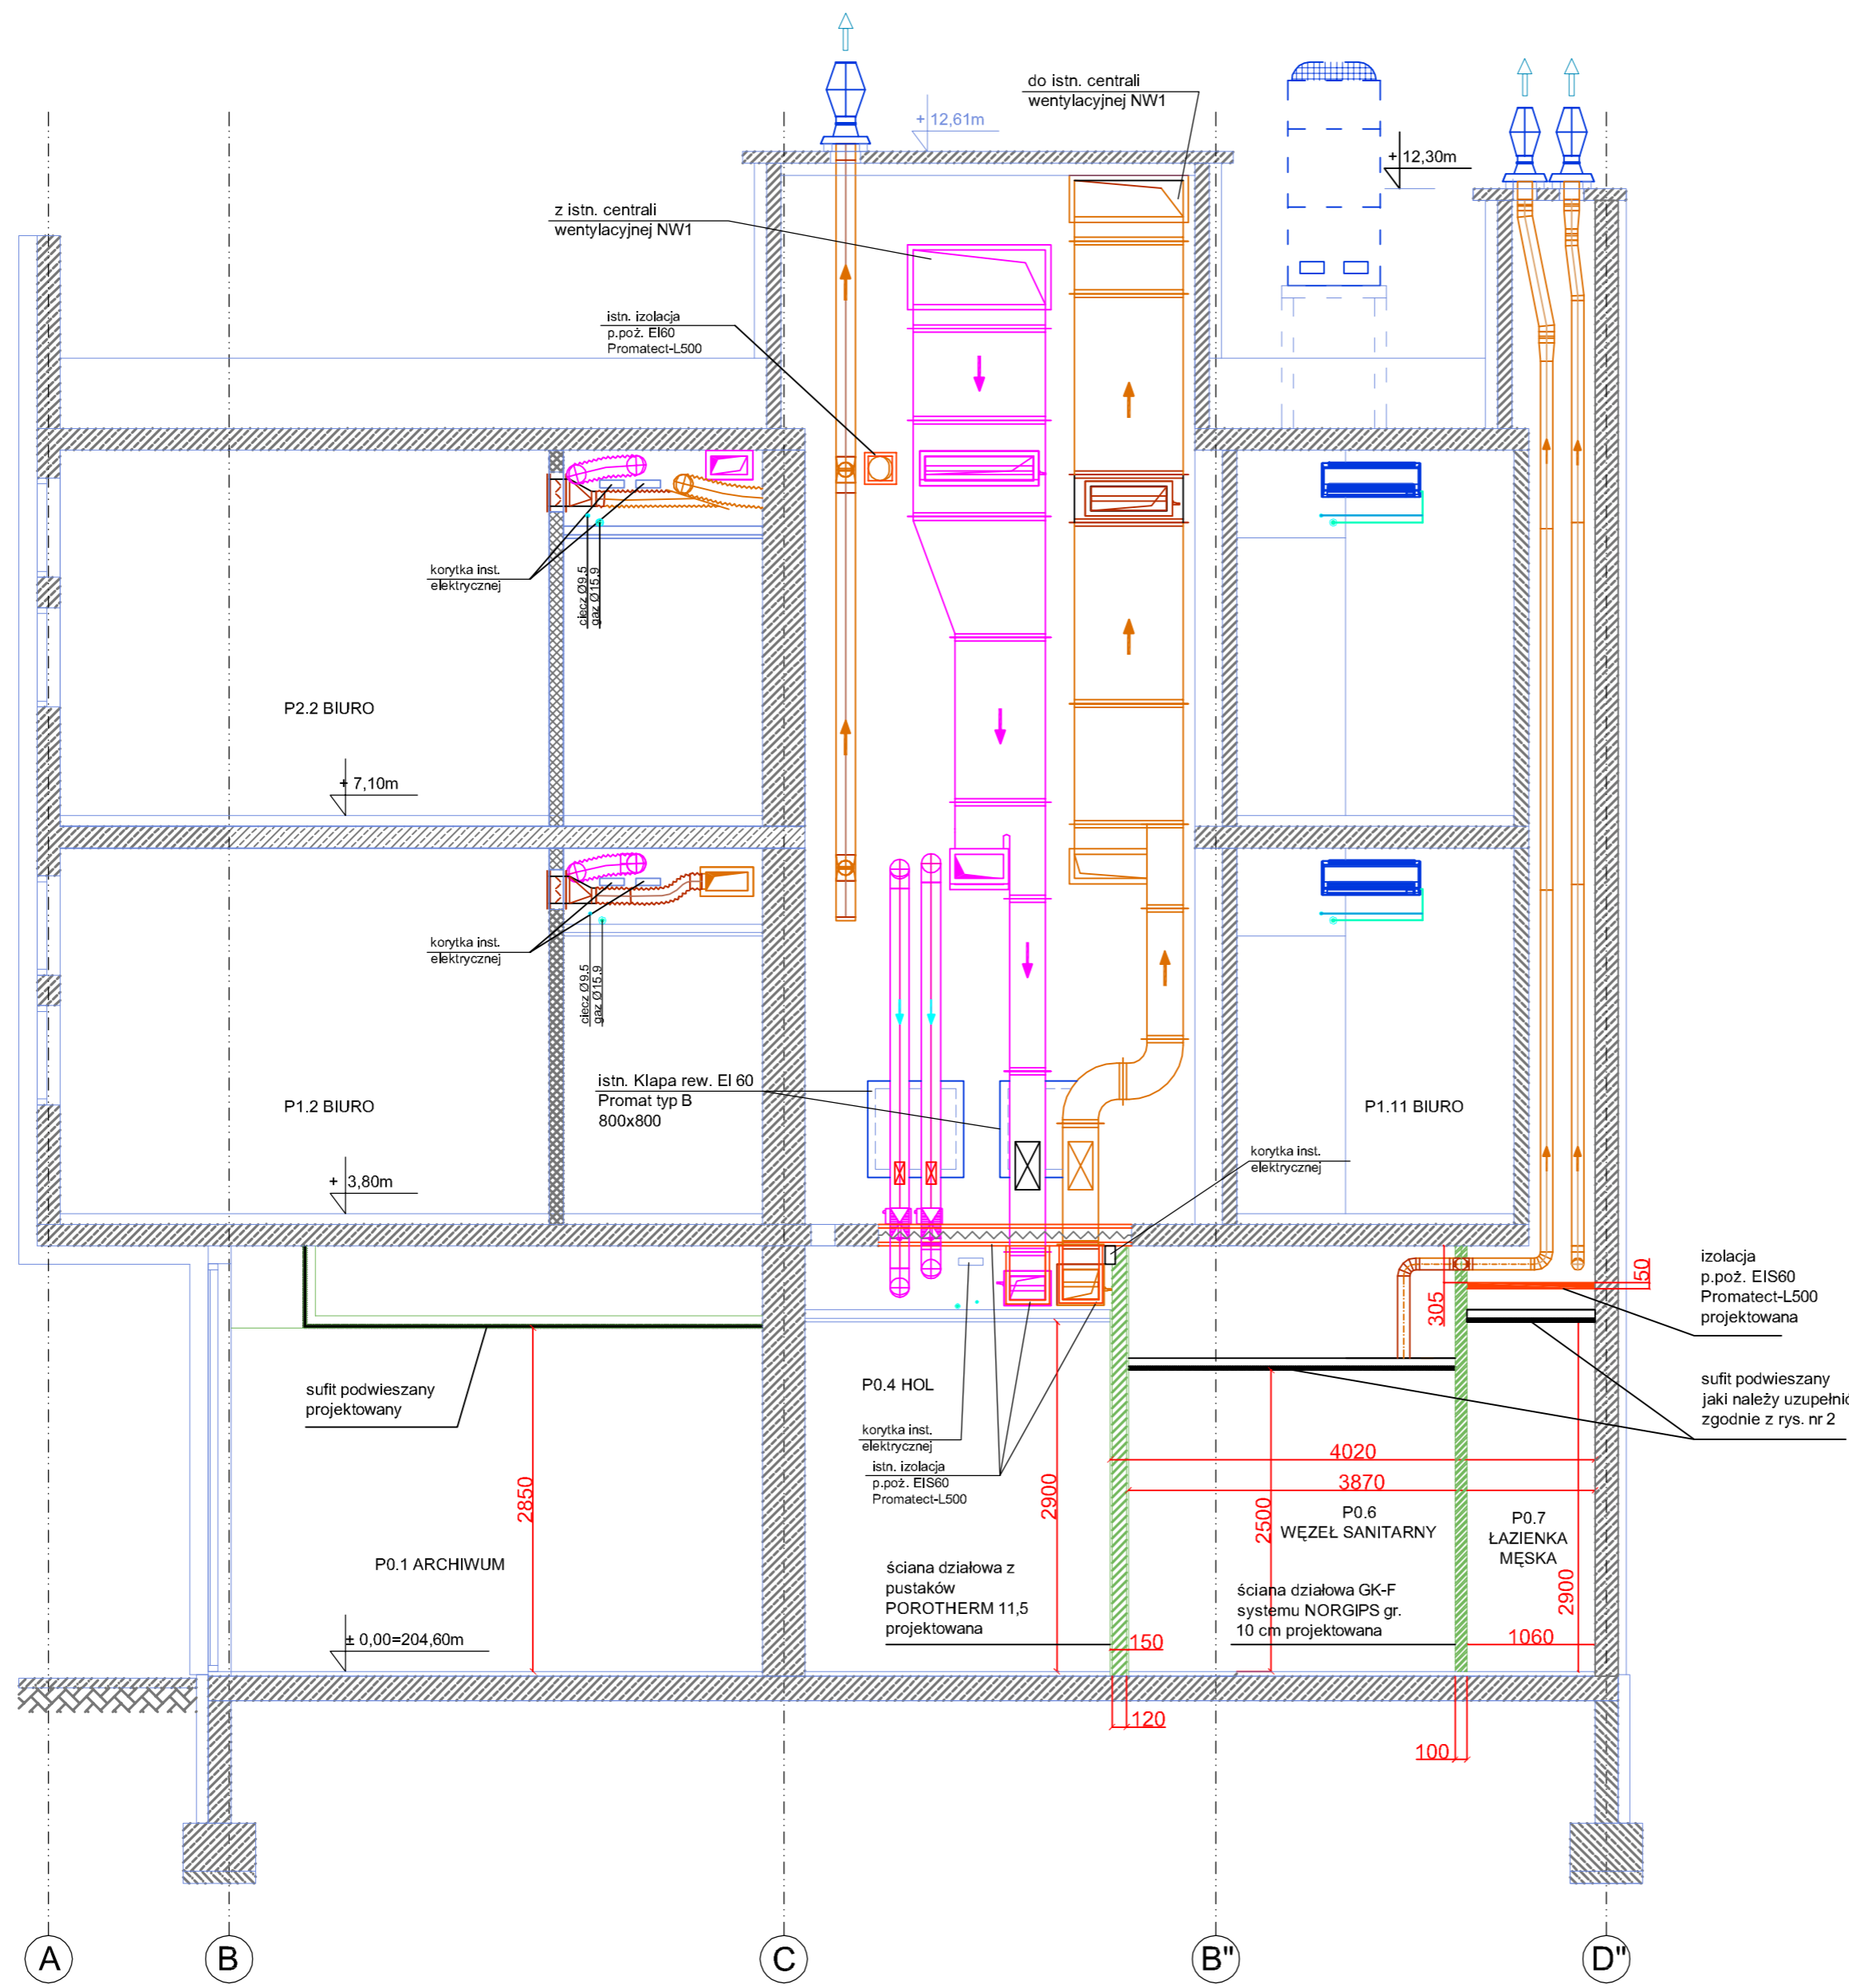 do istn. centrali
wentylacyjnej NW1
+ 12,61m
+ 12,30m
z istn. centrali
wentylacyjnej NW1
istn. izolacja
p.poż. EI60
Promatect-L500
korytka inst.
elektrycznej
ciecz Ø9,5
gaz Ø15,9
P2.2 BIURO
+ 7,10m
korytka inst.
elektrycznej
ciecz Ø9,5
gaz Ø15,9
istn. Klapa rew. EI 60
Promat typ B
800x800
P1.2 BIURO
P1.11 BIURO
korytka inst.
elektrycznej
+ 3,80m
izolacja
p.poż. EIS60
Promatect-L500
projektowana
50
305
sufit podwieszany
projektowany
P0.4 HOL
sufit podwieszany
jaki należy uzupełnić
zgodnie z rys. nr 2
korytka inst.
elektrycznej
istn. izolacja
p.poż. EIS60
Promatect-L500
4020
3870
2850
2900
2500
P0.6
WĘZEŁ SANITARNY
P0.7
ŁAZIENKA
MĘSKA
P0.1 ARCHIWUM
ściana działowa z
pustaków
POROTHERM 11,5
projektowana
ściana działowa GK-F
systemu NORGIPS gr.
10 cm projektowana
2900
± 0,00=204,60m
150
1060
120
100
A
B
C
B"
D"